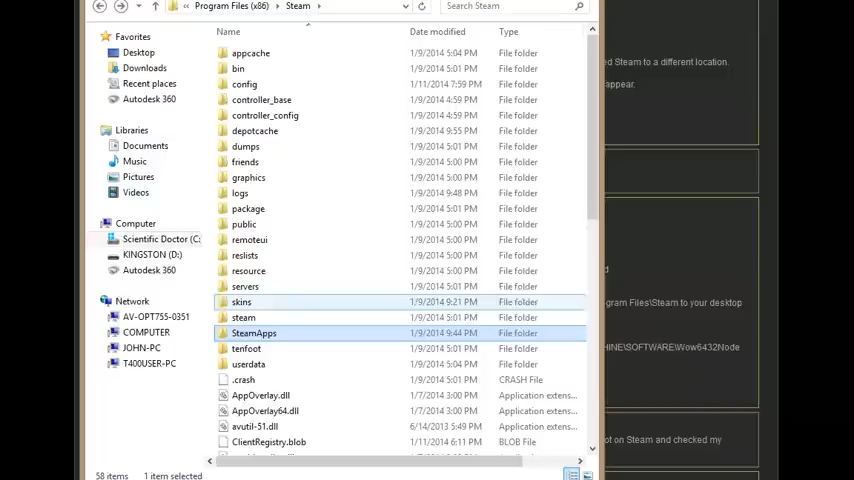 Program Files (x86) Steam Search Steam
Name Date modified Type
Favorites
Desktop
Downloads
Recent places
Autodesk 360
Libraries
Documents
Music
Pictures
Videos
Computer
Scientific Doctor (C:
KINGSTON (D:)
Autodesk 360
Network
AV-OPT755-0351
COMPUTER
JOHN-PC
T400USER-PC
appcache 1/9/2014 5:04 PM File folder
bin 1/9/2014 5:01 PM File folder
config 1/11/2014 7:59 PM File folder
controller_base 1/9/2014 4:59 PM File folder
controller_config 1/9/2014 4:59 PM File folder
depotcache 1/9/2014 9:55 PM File folder
dumps 1/9/2014 5:01 PM File folder
friends 1/9/2014 5:00 PM File folder
graphics 1/9/2014 5:00 PM File folder
logs 1/9/2014 9:48 PM File folder
package 1/9/2014 5:01 PM File folder
public 1/9/2014 5:00 PM File folder
remoteui 1/9/2014 5:00 PM File folder
reslists 1/9/2014 5:00 PM File folder
resource 1/9/2014 5:00 PM File folder
servers 1/9/2014 5:01 PM File folder
skins 1/9/2014 9:21 PM File folder
steam 1/9/2014 5:01 PM File folder
SteamApps 1/9/2014 9:44 PM File folder
tenfoot 1/9/2014 5:01 PM File folder
userdata 1/9/2014 5:04 PM File folder
.crash 1/9/2014 5:01 PM CRASH File
AppOverlay.dll 1/7/2014 3:00 PM Application extens...
AppOverlay64.dll 1/7/2014 3:00 PM Application extens...
avutil-51.dll 6/14/2013 5:49 PM Application extens...
ClientRegistry.blob 1/11/2014 6:11 PM BLOB File
58 items 1 item selected
ed Steam to a different location.
appear.
d
gram Files\Steam to your desktop
HINE\SOFTWARE\Wow6432Node
ot on Steam and checked my